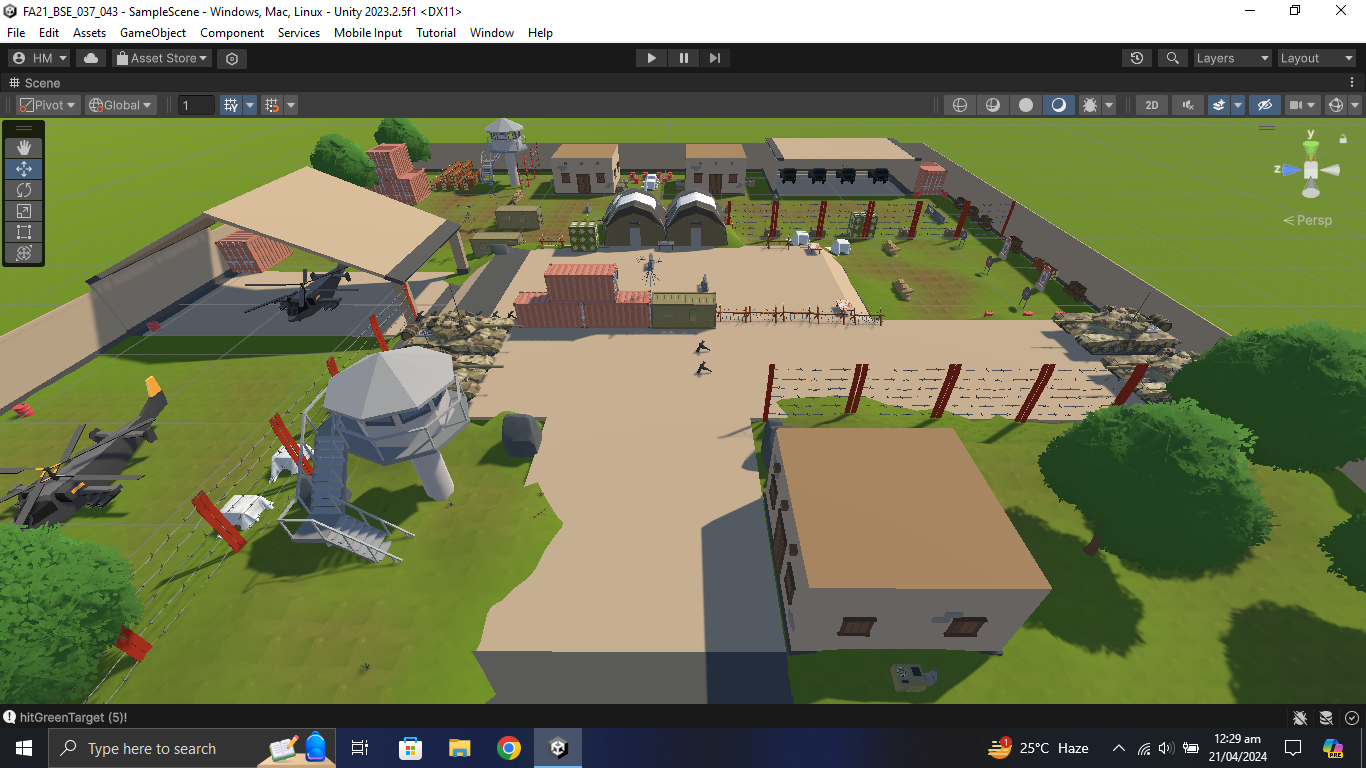 FA21_BSE_037_043 - SampleScene - Windows, Mac, Linux - Unity 2023.2.5f1 <DX11>
File Edit Assets GameObject Component Services Mobile Input Tutorial Window Help
HM Asset Store Layers Layout
Scene
Pivot Global 1 2D
y
z
< Persp
hitGreenTarget (5)!
Type here to search
1
25°C Haze
12:29 am
21/04/2024
PRE